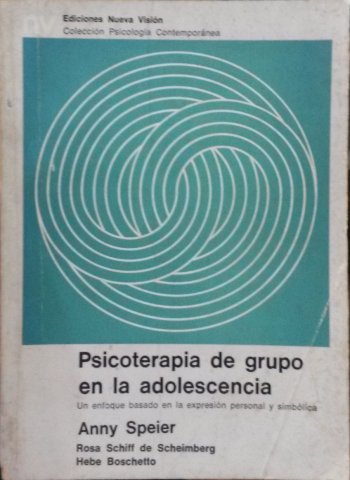 nv
Ediciones Nueva Visión
Colección Psicología Contemporánea
Psicoterapia de grupo
en la adolescencia
Un enfoque basado en la expresión personal y simbólica
Anny Speier
Rosa Schiff de Scheimberg
Hebe Boschetto